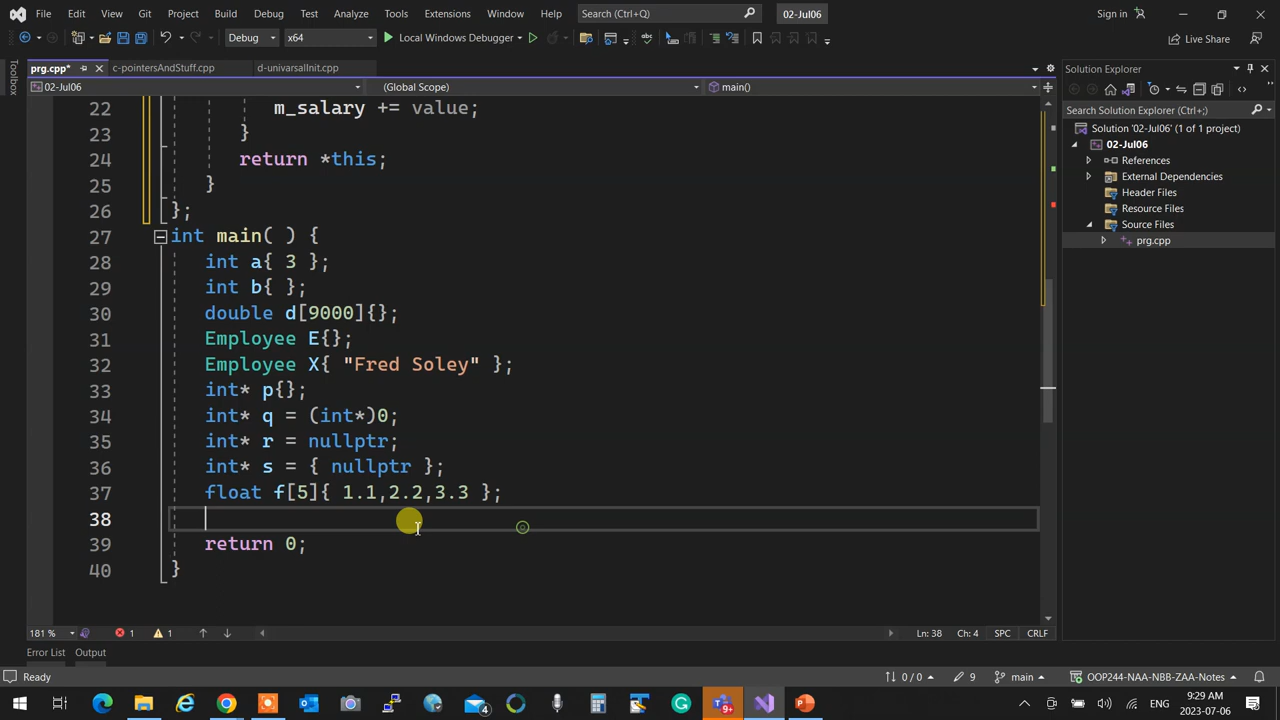 File Edit View Git Project Build Debug Test Analyze Tools Extensions Window Help Search (Ctrl+Q) 02-Jul06 Sign in
Debug x64 Local Windows Debugger Live Share
Toolbox
prg.cpp* c-pointersAndStuff.cpp d-univarsalInit.cpp
02-Jul06 (Global Scope) main()
22 m_salary += value;
23 }
24 return *this;
25 }
26 };
27 int main( ) {
28 int a{ 3 };
29 int b{ };
30 double d[9000]{};
31 Employee E{};
32 Employee X{ "Fred Soley" };
33 int* p{};
34 int* q = (int*)0;
35 int* r = nullptr;
36 int* s = { nullptr };
37 float f[5]{ 1.1,2.2,3.3 };
38
39 return 0;
40 }
181 % 1 1 Ln: 38 Ch: 4 SPC CRLF
Error List Output
Solution Explorer
Search Solution Explorer (Ctrl+;)
Solution '02-Jul06' (1 of 1 project)
02-Jul06
References
External Dependencies
Header Files
Resource Files
Source Files
prg.cpp
Ready 0 / 0 9 main OOP244-NAA-NBB-ZAA-Notes
4 9+ 9:29 AM
2023-07-06